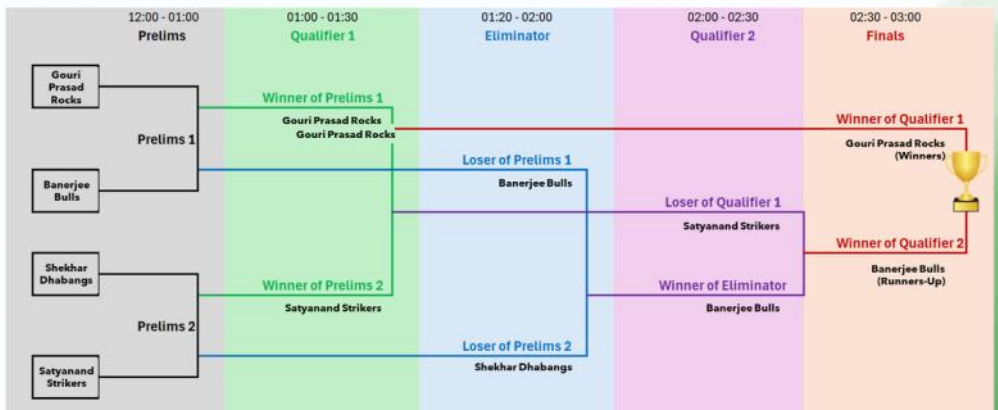 12:00 - 01:00
Prelims
01:00 - 01:30
Qualifier 1
01:20 - 02:00
Eliminator
02:00 - 02:30
Qualifier 2
02:30 - 03:00
Finals
Gouri
Prasad
Rocks
Prelims 1
Banerjee
Bulls
Shekhar
Dhabangs
Prelims 2
Satyanand
Strikers
Winner of Prelims 1
Gouri Prasad Rocks
Gouri Prasad Rocks
Winner of Prelims 2
Satyanand Strikers
Loser of Prelims 1
Banerjee Bulls
Loser of Prelims 2
Shekhar Dhabangs
Loser of Qualifier 1
Satyanand Strikers
Winner of Eliminator
Banerjee Bulls
Winner of Qualifier 1
Gouri Prasad Rocks
(Winners)
Winner of Qualifier 2
Banerjee Bulls
(Runners-Up)